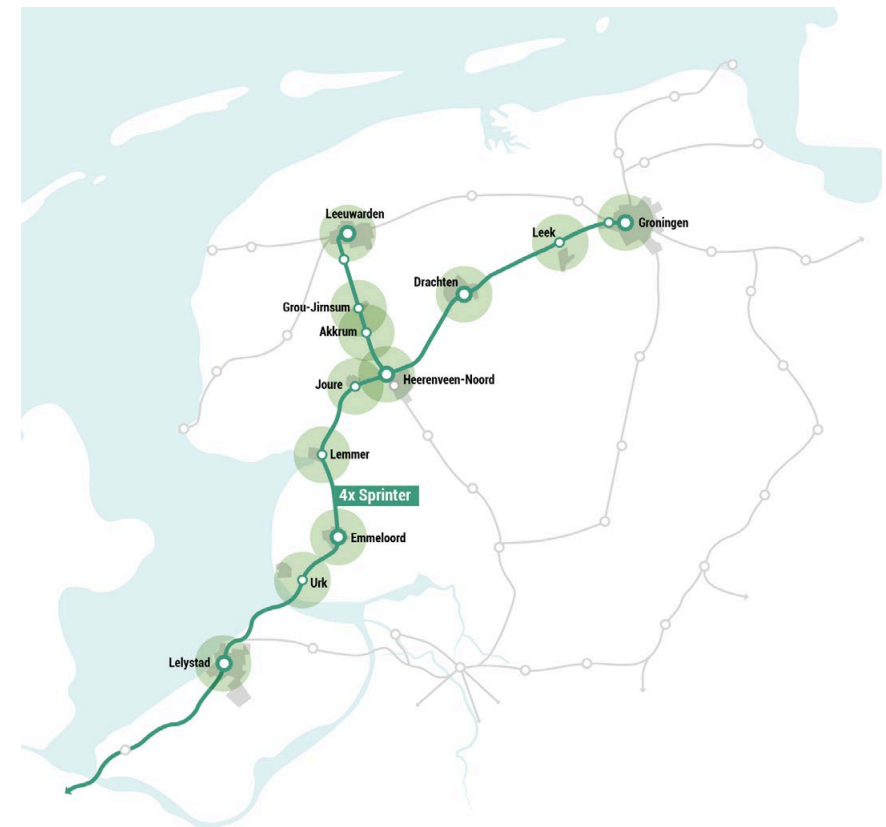 Leeuwarden
Groningen
Leek
Drachten
Grou-Jirnsum
Akkrum
Heerenveen-Noord
Joure
Lemmer
4x Sprinter
Emmeloord
Urk
Lelystad